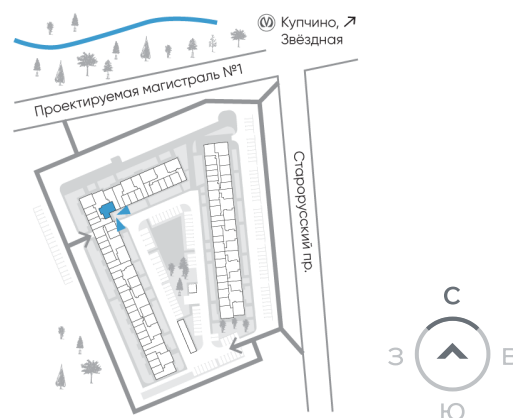 Купчино,
Звёздная
Проектируемая магистраль №1
Старорусский пр.
С
З
В
Ю